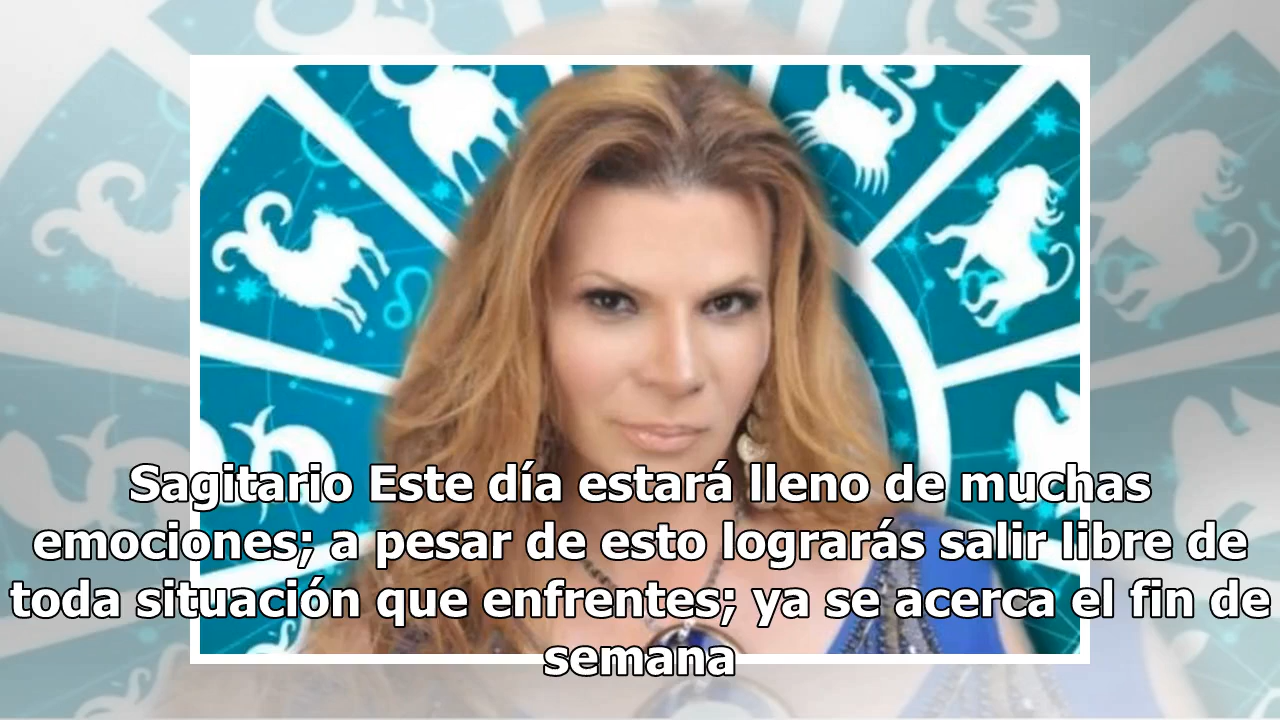 Sagitario Este día estará lleno de muchas
emociones; a pesar de esto lograrás salir libre de
toda situación que enfrentes; ya se acerca el fin de
semana